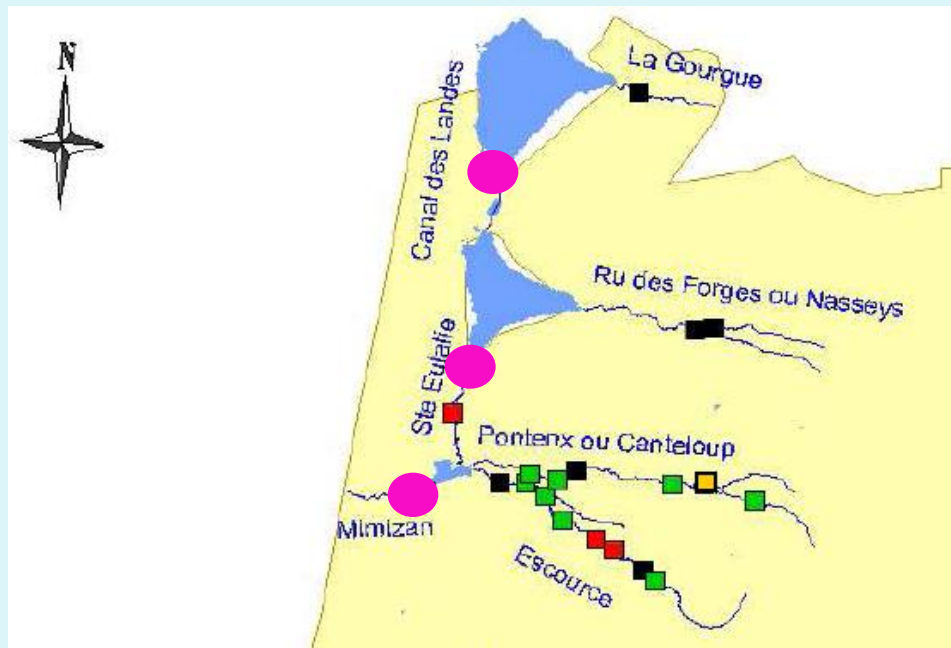 N
La Gourgue
Canal des Landes
Ru des Forges ou Nasseys
Ste Eulalie
Pontenx ou Canteloup
Mimizan
Escource